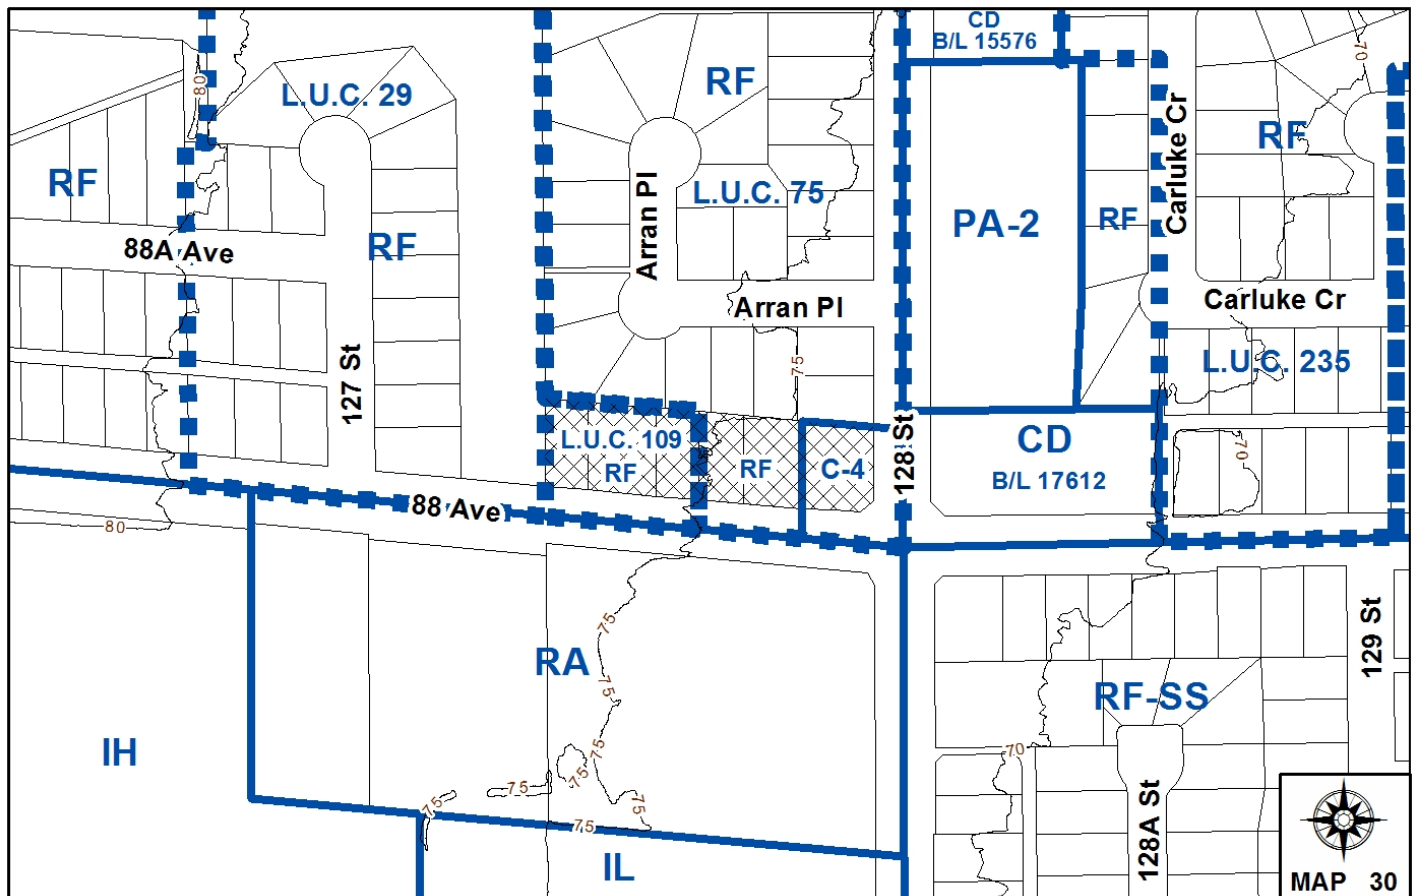 CD
B/L 15576
70
80
L.U.C. 29
RF
Carluke Cr
RF
RF
L.U.C. 75
Arran Pl
PA-2
RF
88A Ave
RF
Arran Pl
Carluke Cr
127 St
75
L.U.C. 235
L.U.C. 109
RF
RF
C-4
128 St
CD
B/L 17612
70
88 Ave
80
75
RA
75
129 St
RF-SS
IH
75
75
70
75
75
75
75
IL
128A St
MAP 30